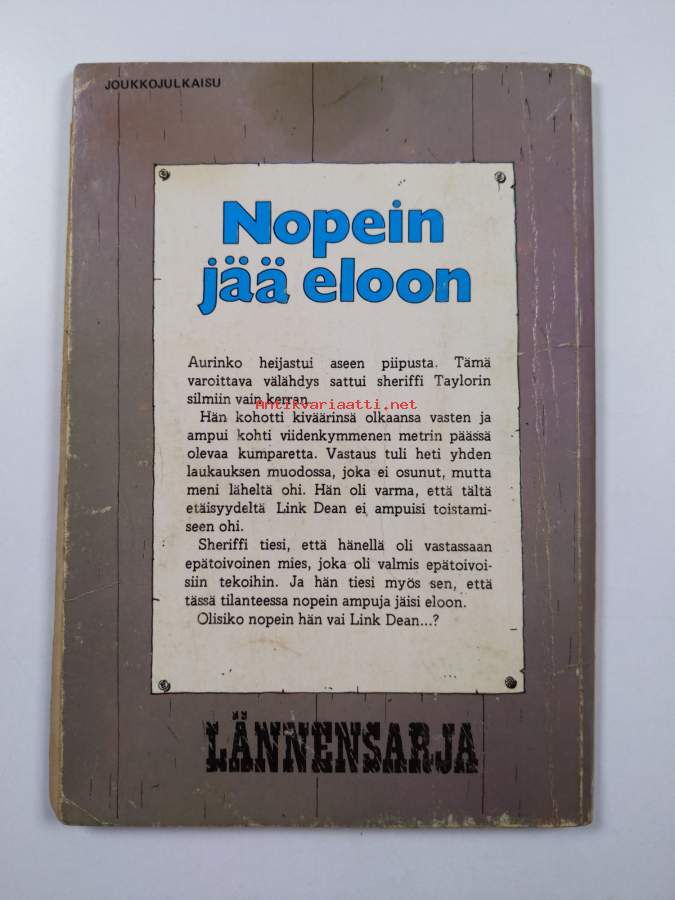 JOUKKOJULKAISU
Nopein
jää eloon
Aurinko heijastui aseen piipusta. Tämä
varoittava välähdys sattui sheriffi Taylorin
silmiin vain kerran.
Antikvariaatti.net
Hän kohotti kiväärinsä olkaansa vasten ja
ampui kohti viidenkymmenen metrin päässä
olevaa kumparetta. Vastaus tuli heti yhden
laukauksen muodossa, joka ei osunut, mutta
meni läheltä ohi. Hän oli varma, että tältä
etäisyydeltä Link Dean ei ampuisi toistami-
seen ohi.
Sheriffi tiesi, että hänellä oli vastassaan
epätoivoinen mies, joka oli valmis epätoivoi-
siin tekoihin. Ja hän tiesi myös sen, että
tässä tilanteessa nopein ampuja jäisi eloon.
Olisiko nopein hän vai Link Dean...?
LÄNNENSARJA